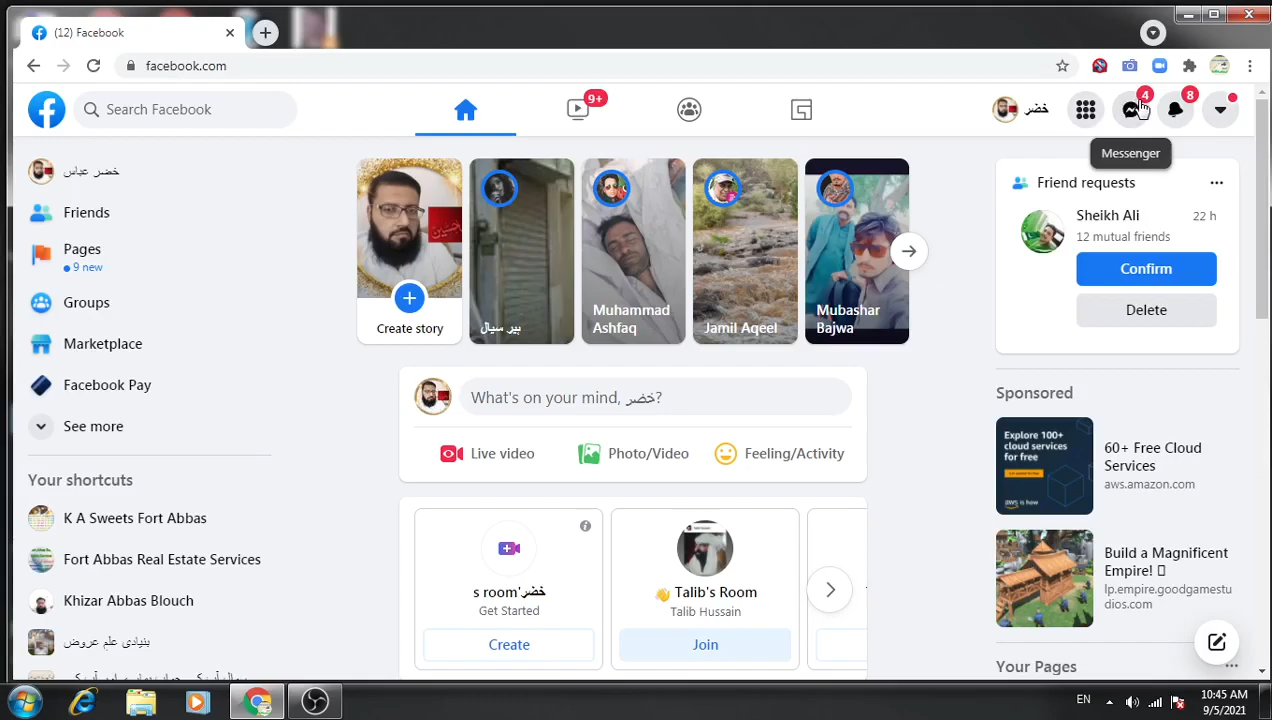 (12) Facebook
facebook.com
Search Facebook
9+
خضر
4
8
Messenger
خضر عباس
Friends
Pages
9 new
Groups
Marketplace
Facebook Pay
See more
Your shortcuts
K A Sweets Fort Abbas
Fort Abbas Real Estate Services
Khizar Abbas Blouch
بنیادی علمِ عروض
Create story
پیر سیال
Muhammad
Ashfaq
Jamil Aqeel
Mubashar
Bajwa
What's on your mind, خضر?
Live video
Photo/Video
Feeling/Activity
s room'خضر
Get Started
Create
👋 Talib's Room
Talib Hussain
Join
Friend requests
Sheikh Ali
22 h
12 mutual friends
Confirm
Delete
Sponsored
Explore 100+
cloud services
for free
aws is how
60+ Free Cloud
Services
aws.amazon.com
Build a Magnificent
Empire!
lp.empire.goodgamestu
dios.com
Your Pages
EN
10:45 AM
9/5/2021